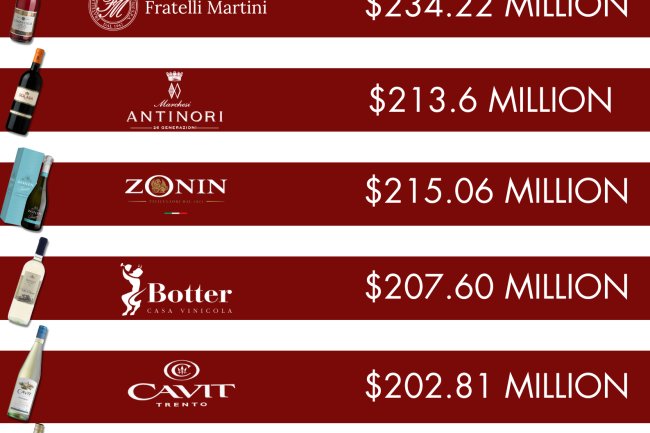 Fratelli Martini
$234.22 MILLION
Marchesi
ANTINORI
26 GENERAZIONI
$213.6 MILLION
ZONIN
$215.06 MILLION
Botter
CASA VINICOLA
$207.60 MILLION
CAVIT
TRENTO
$202.81 MILLION
CAVIT